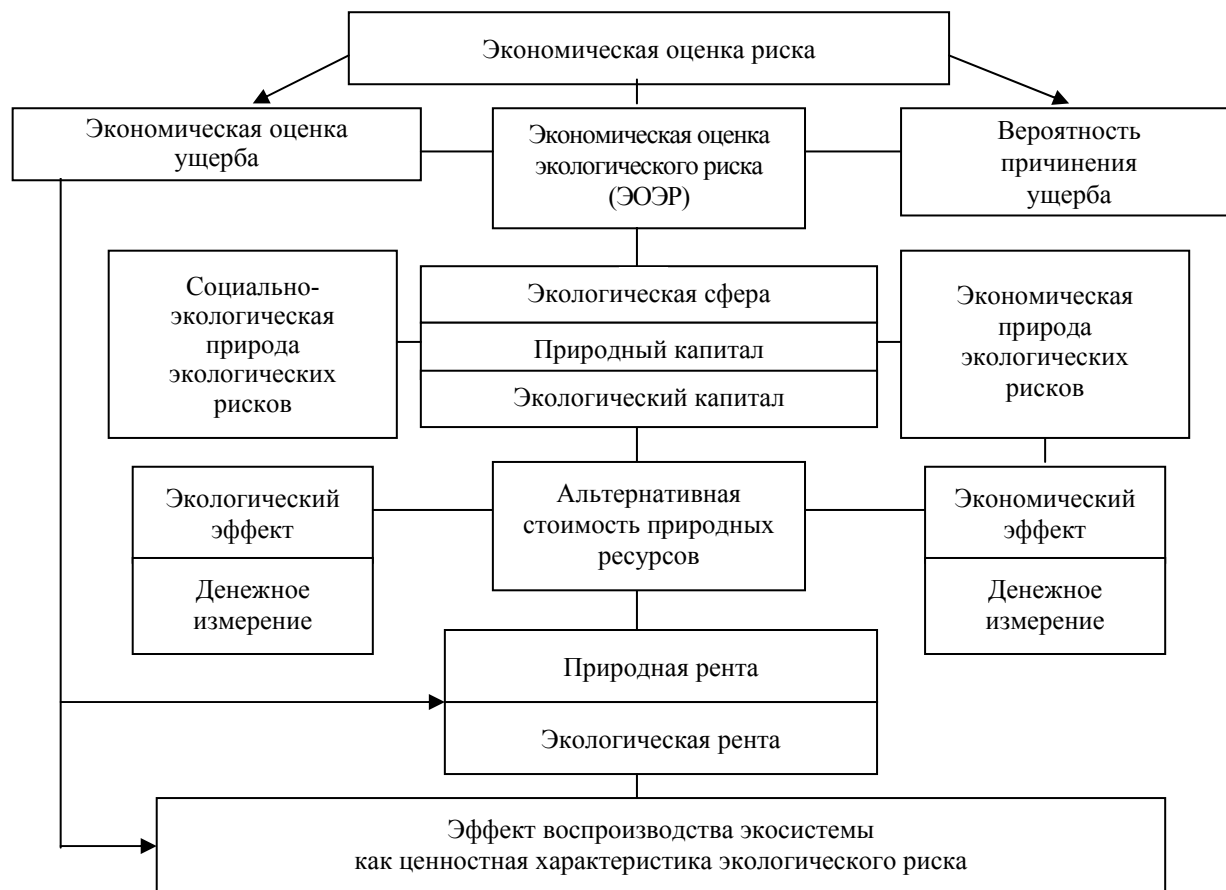 Экономическая оценка риска
Экономическая оценка
ущерба
Экономическая оценка
экологического риска
(ЭОЭР)
Вероятность
причинения
ущерба
Социально-
экологическая
природа
экологических
рисков
Экологическая сфера
Природный капитал
Экологический капитал
Экономическая
природа
экологических
рисков
Экологический
эффект
Денежное
измерение
Альтернативная
стоимость природных
ресурсов
Экономический
эффект
Денежное
измерение
Природная рента
Экологическая рента
Эффект воспроизводства экосистемы
как ценностная характеристика экологического риска